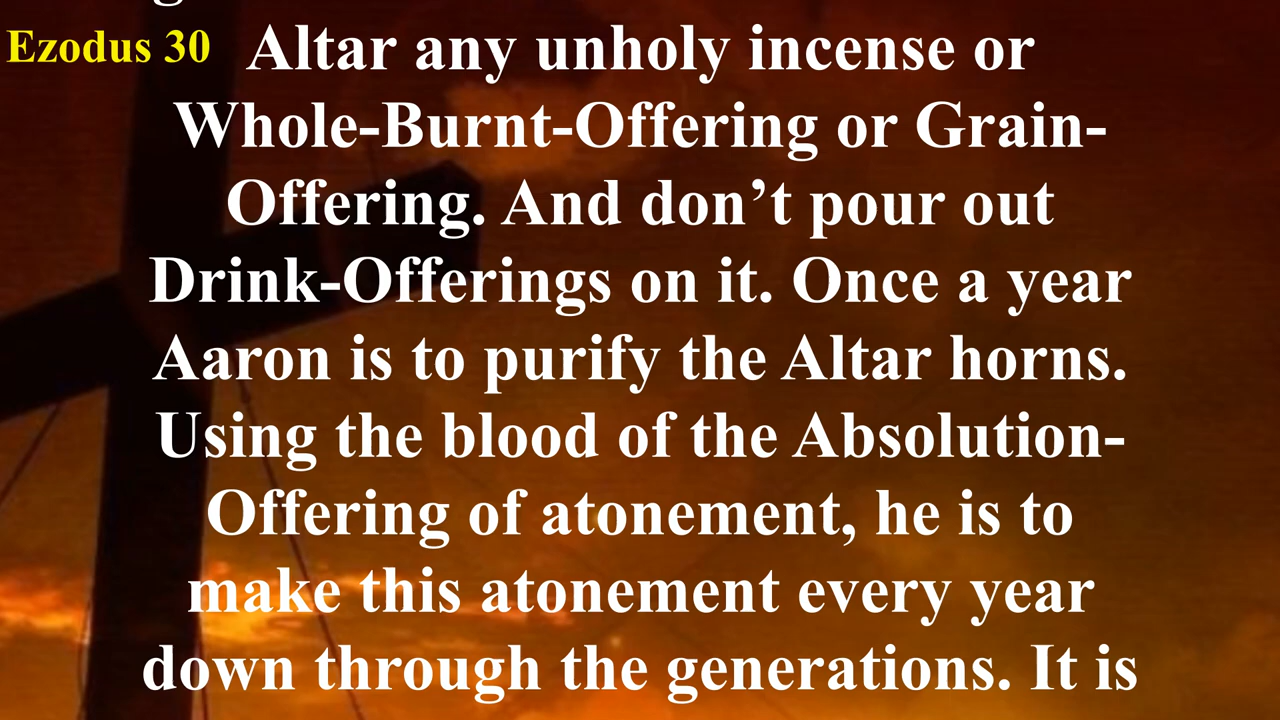 Ezodus 30
Altar any unholy incense or
Whole-Burnt-Offering or Grain-
Offering. And don’t pour out
Drink-Offerings on it. Once a year
Aaron is to purify the Altar horns.
Using the blood of the Absolution-
Offering of atonement, he is to
make this atonement every year
down through the generations. It is